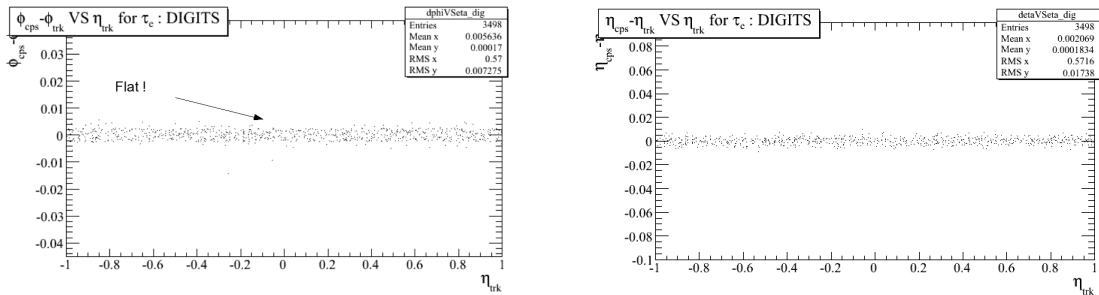 ϕcps-ϕtrk VS ηtrk for τe : DIGITS
dphiVSeta_dig
Entries 3498
Mean x 0.005636
Mean y 0.00017
RMS x 0.57
RMS y 0.007275
ϕcps-
0.03
0.02
0.01
0
-0.01
-0.02
-0.03
-0.04
Flat !
-1 -0.8 -0.6 -0.4 -0.2 0 0.2 0.4 0.6 0.8 1
ηtrk
ηcps-ηtrk VS ηtrk for τe : DIGITS
detaVSeta_dig
Entries 3498
Mean x 0.002069
Mean y 0.0001834
RMS x 0.5716
RMS y 0.01738
ηcps-
0.08
0.06
0.04
0.02
0
-0.02
-0.04
-0.06
-0.08
-0.1
-1 -0.8 -0.6 -0.4 -0.2 0 0.2 0.4 0.6 0.8 1
ηtrk